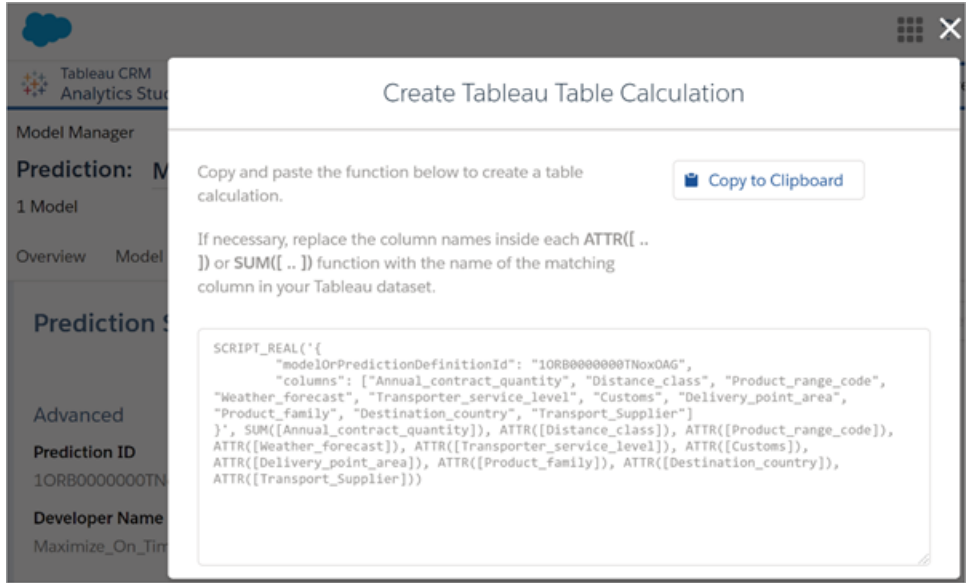 Tableau CRM
Analytics Stud
Create Tableau Table Calculation
Model Manager
Prediction: M
1 Model
Overview Model
Prediction S
Advanced
Prediction ID
1ORB0000000TN
Developer Name
Maximize_On_Tim
Copy and paste the function below to create a table
calculation.
Copy to Clipboard
If necessary, replace the column names inside each ATTR([ ..
]) or SUM([ .. ]) function with the name of the matching
column in your Tableau dataset.
SCRIPT_REAL('{
"modelOrPredictionDefinitionId": "1ORB0000000TNoxOAG",
"columns": ["Annual_contract_quantity", "Distance_class", "Product_range_code",
"Weather_forecast", "Transporter_service_level", "Customs", "Delivery_point_area",
"Product_family", "Destination_country", "Transport_Supplier"]
}', SUM([Annual_contract_quantity]), ATTR([Distance_class]), ATTR([Product_range_code]),
ATTR([Weather_forecast]), ATTR([Transporter_service_level]), ATTR([Customs]),
ATTR([Delivery_point_area]), ATTR([Product_family]), ATTR([Destination_country]),
ATTR([Transport_Supplier]))